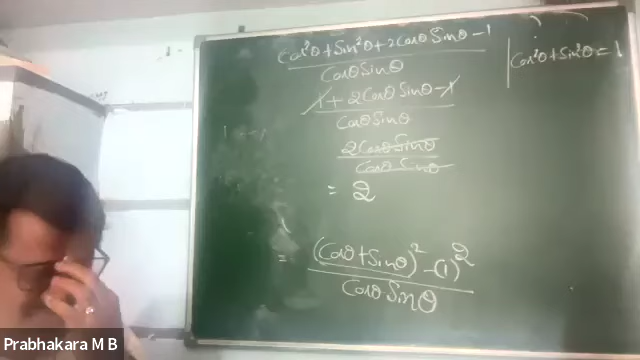 cos²θ + sin²θ + 2cosθ sinθ - 1
cosθ sinθ
cos²θ + sin²θ = 1
1 + 2cosθ sinθ - 1
cosθ sinθ
2cosθ sinθ
cosθ sinθ
= 2
= (cosθ + sinθ)² - (1)²
cosθ sinθ
Prabhakara M B